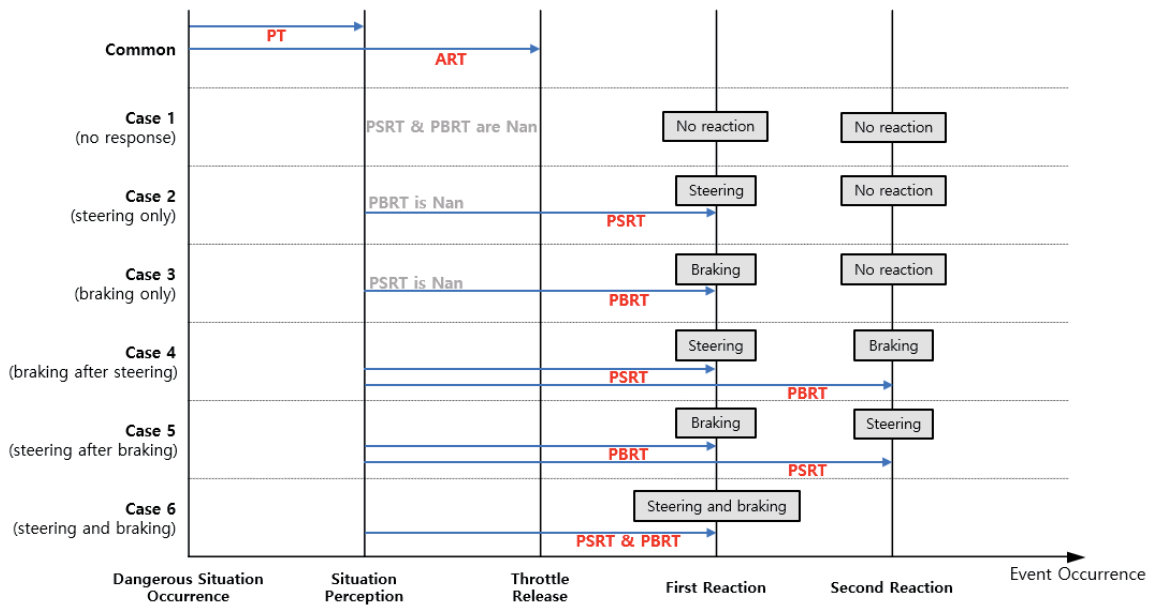 PT
Common
ART
Case 1
(no response)
PSRT & PBRT are Nan
No reaction
No reaction
Case 2
(steering only)
PBRT is Nan
Steering
No reaction
PSRT
Case 3
(braking only)
PSRT is Nan
Braking
No reaction
PBRT
Case 4
(braking after steering)
Steering
Braking
PSRT
PBRT
Case 5
(steering after braking)
Braking
Steering
PBRT
PSRT
Case 6
(steering and braking)
Steering and braking
PSRT & PBRT
Dangerous Situation
Occurrence
Situation
Perception
Throttle
Release
First Reaction
Second Reaction
Event Occurrence